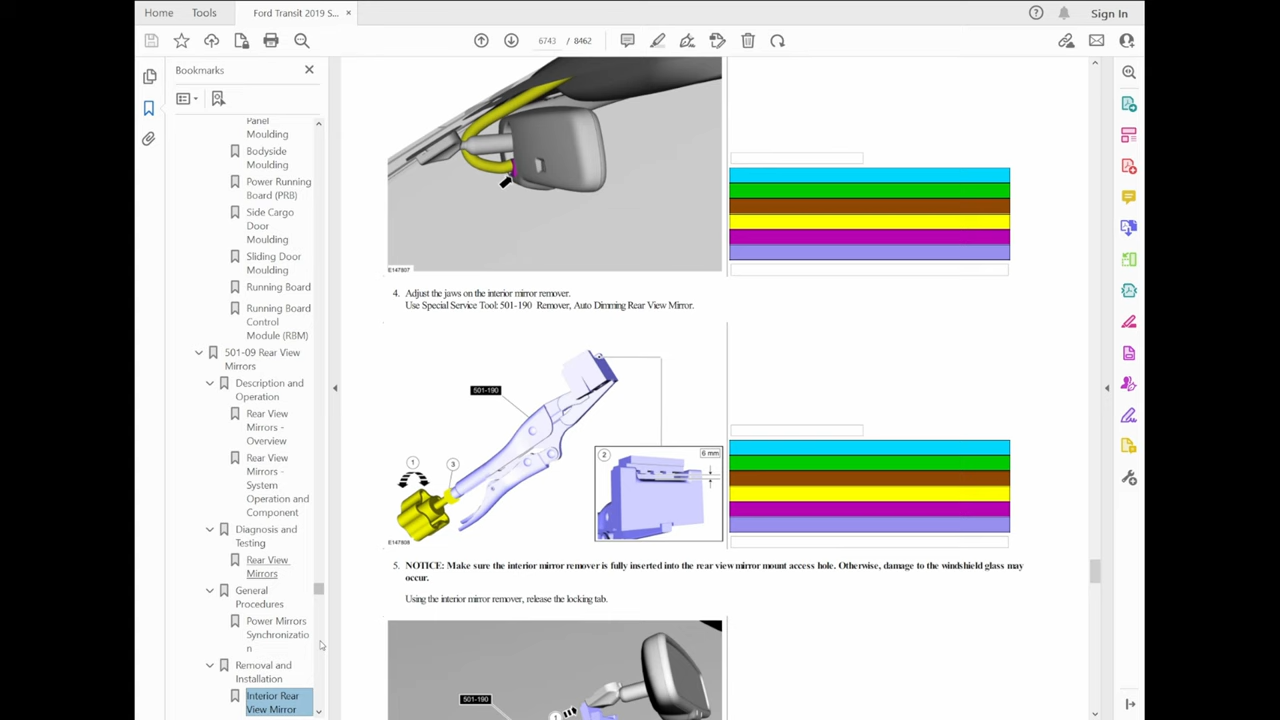 Home
Tools
Ford Transit 2019 S...
×
Sign In
6743 / 8462
Bookmarks
Panel
Moulding
Bodyside
Moulding
Power Running
Board (PRB)
Side Cargo
Door
Moulding
Sliding Door
Moulding
Running Board
Running Board
Control
Module (RBM)
501-09 Rear View
Mirrors
Description and
Operation
Rear View
Mirrors -
Overview
Rear View
Mirrors -
System
Operation and
Component
Diagnosis and
Testing
Rear View
Mirrors
General
Procedures
Power Mirrors
Synchronizatio
n
Removal and
Installation
Interior Rear
View Mirror
E147807
4. Adjust the jaws on the interior mirror remover.
Use Special Service Tool: 501-190 Remover, Auto Dimming Rear View Mirror.
501-190
1
3
2
6 mm
E147808
5. NOTICE: Make sure the interior mirror remover is fully inserted into the rear view mirror mount access hole. Otherwise, damage to the windshield glass may
occur.
Using the interior mirror remover, release the locking tab.
501-190
1